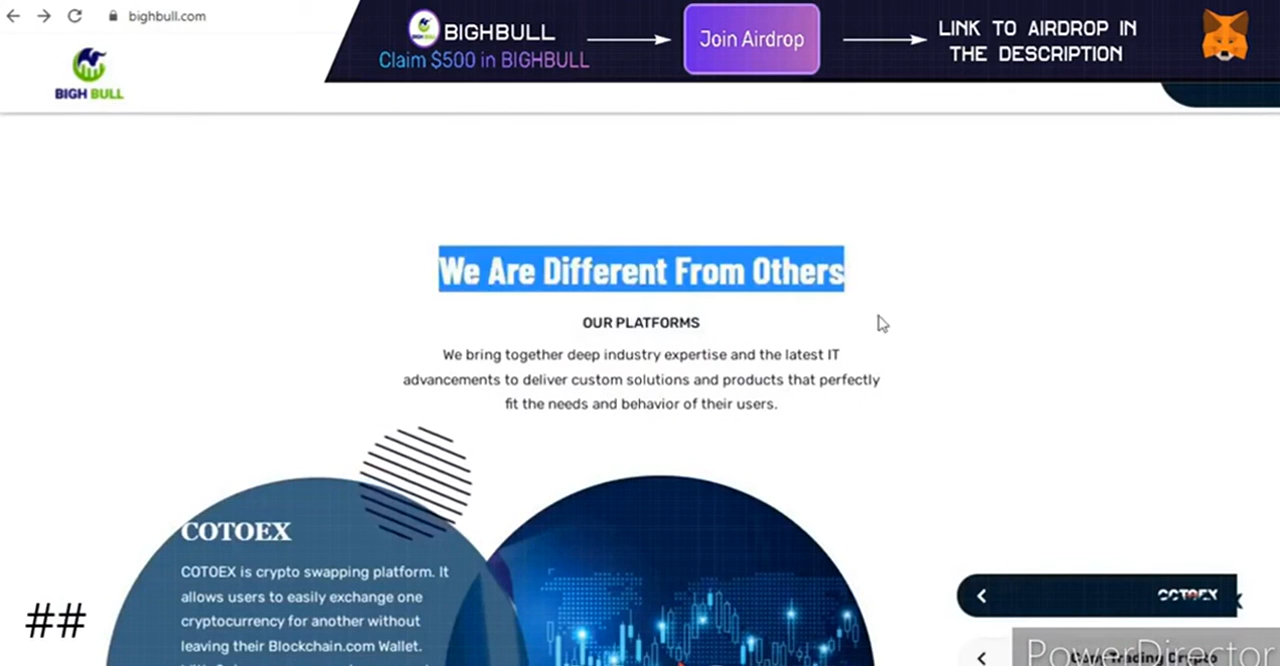 bighbull.com
BIGHBULL
Claim $500 in BIGHBULL
Join Airdrop
LINK TO AIRDROP IN
THE DESCRIPTION
BIGH BULL
We Are Different From Others
OUR PLATFORMS
We bring together deep industry expertise and the latest IT
advancements to deliver custom solutions and products that perfectly
fit the needs and behavior of their users.
COTOEX
COTOEX is crypto swapping platform. It
allows users to easily exchange one
cryptocurrency for another without
leaving their Blockchain.com Wallet.
COTOEX
##
PowerDirector